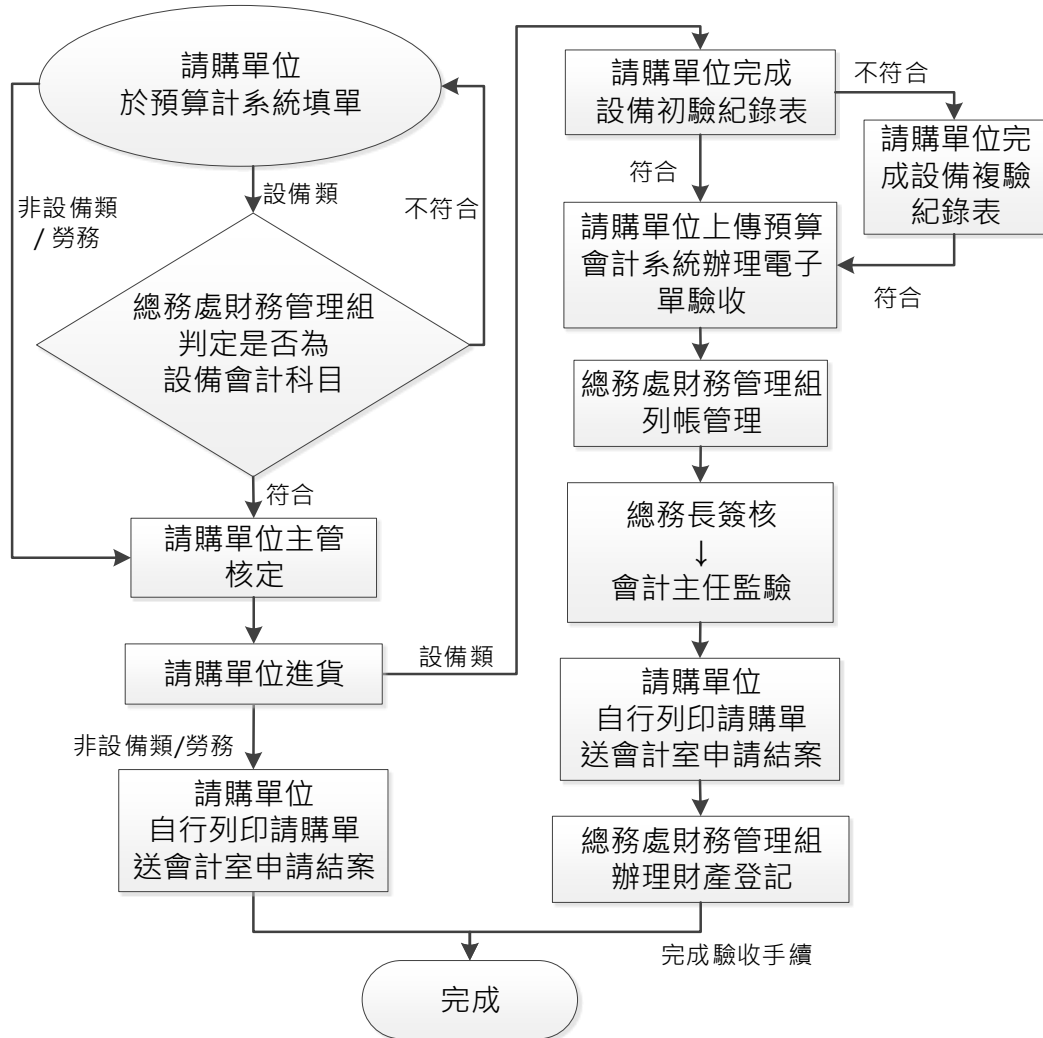 請購單位
於預算計系統填單
非設備類
/ 勞務
設備類
不符合
總務處財務管理組
判定是否為
設備會計科目
符合
請購單位主管
核定
請購單位進貨
設備類
非設備類/勞務
請購單位
自行列印請購單
送會計室申請結案
請購單位完成
設備初驗紀錄表
不符合
請購單位完
成設備複驗
紀錄表
符合
符合
請購單位上傳預算
會計系統辦理電子
單驗收
總務處財務管理組
列帳管理
總務長簽核
↓
會計主任監驗
請購單位
自行列印請購單
送會計室申請結案
總務處財務管理組
辦理財產登記
完成驗收手續
完成